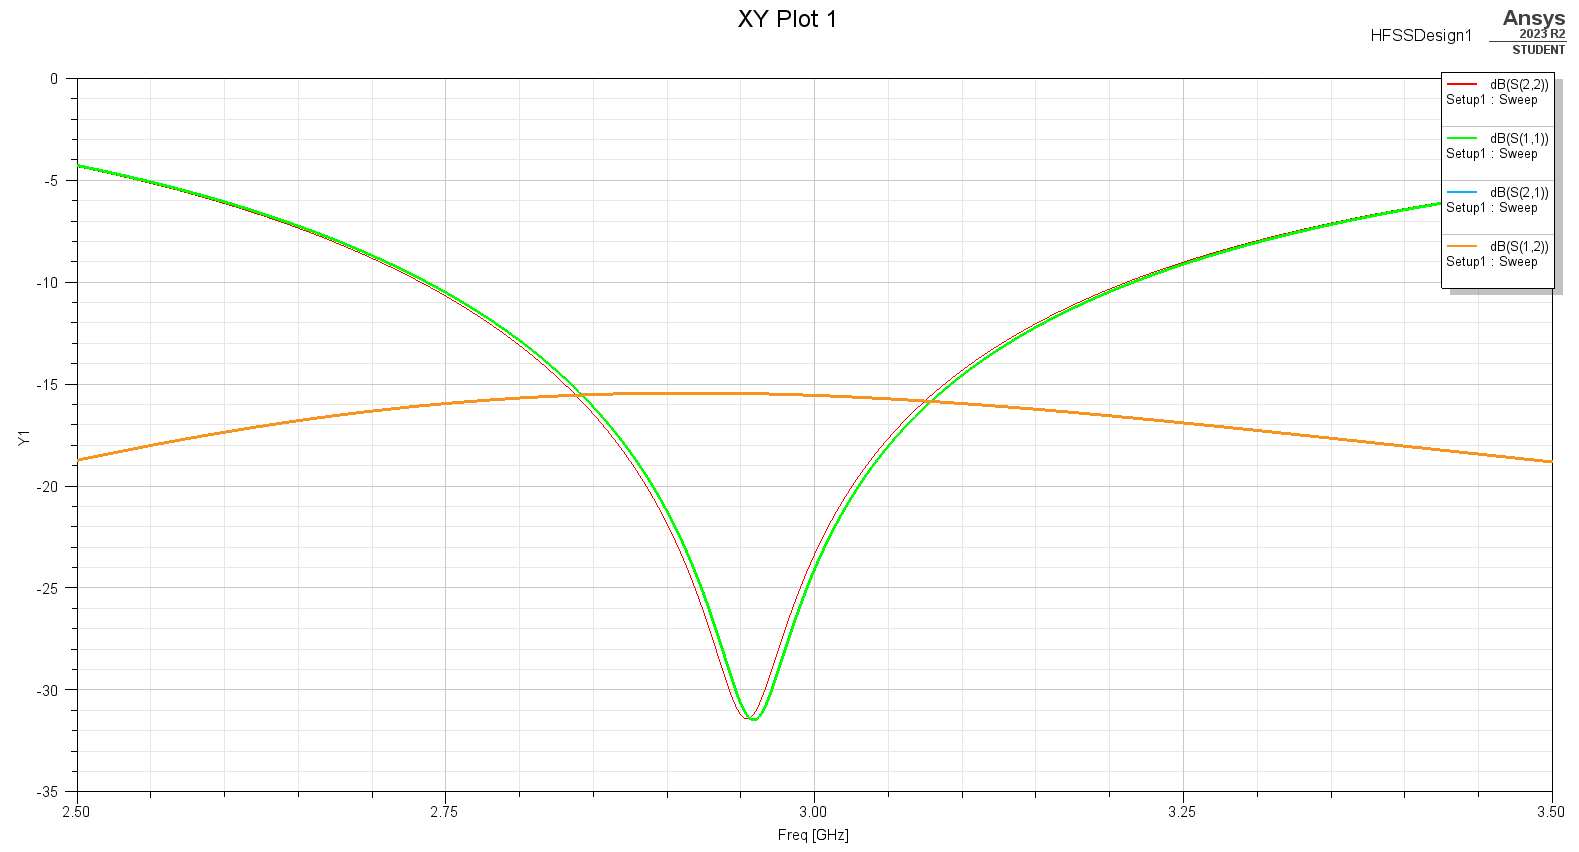 XY Plot 1
HFSSDesign1
Ansys
2023 R2
STUDENT
dB(S(2,2))
Setup1 : Sweep
dB(S(1,1))
Setup1 : Sweep
dB(S(2,1))
Setup1 : Sweep
dB(S(1,2))
Setup1 : Sweep
0
-5
-10
-15
-20
-25
-30
-35
Y1
2.50 2.75 3.00 3.25 3.50
Freq [GHz]